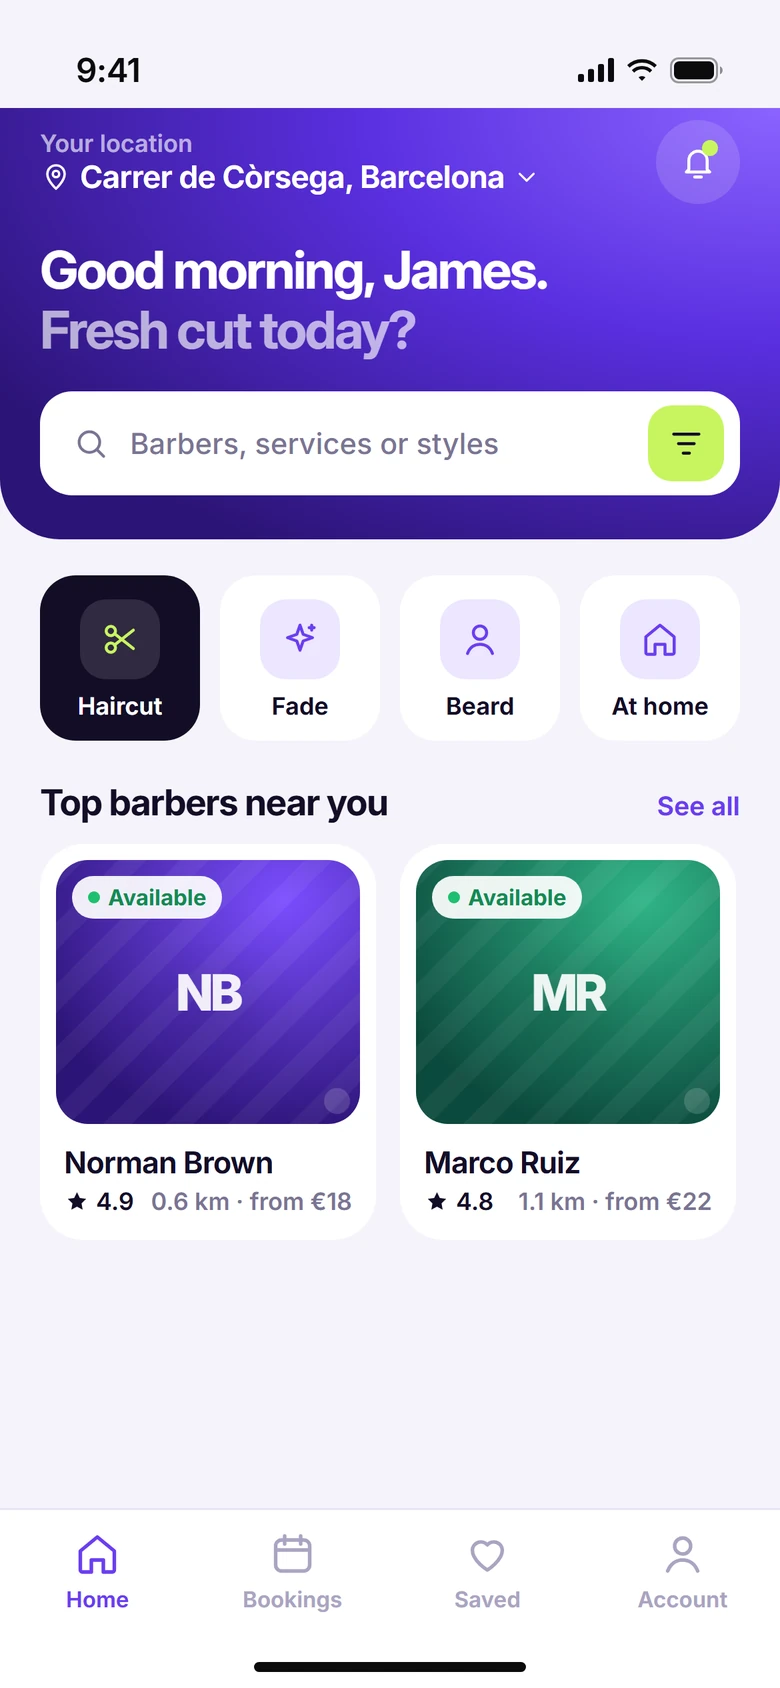 9:41
Your location
Carrer de Còrsega, Barcelona
Good morning, James.
Fresh cut today?
Barbers, services or styles
Haircut
Fade
Beard
At home
Top barbers near you
See all
Available
NB
Norman Brown
4.9 0.6 km · from €18
Available
MR
Marco Ruiz
4.8 1.1 km · from €22
Home
Bookings
Saved
Account